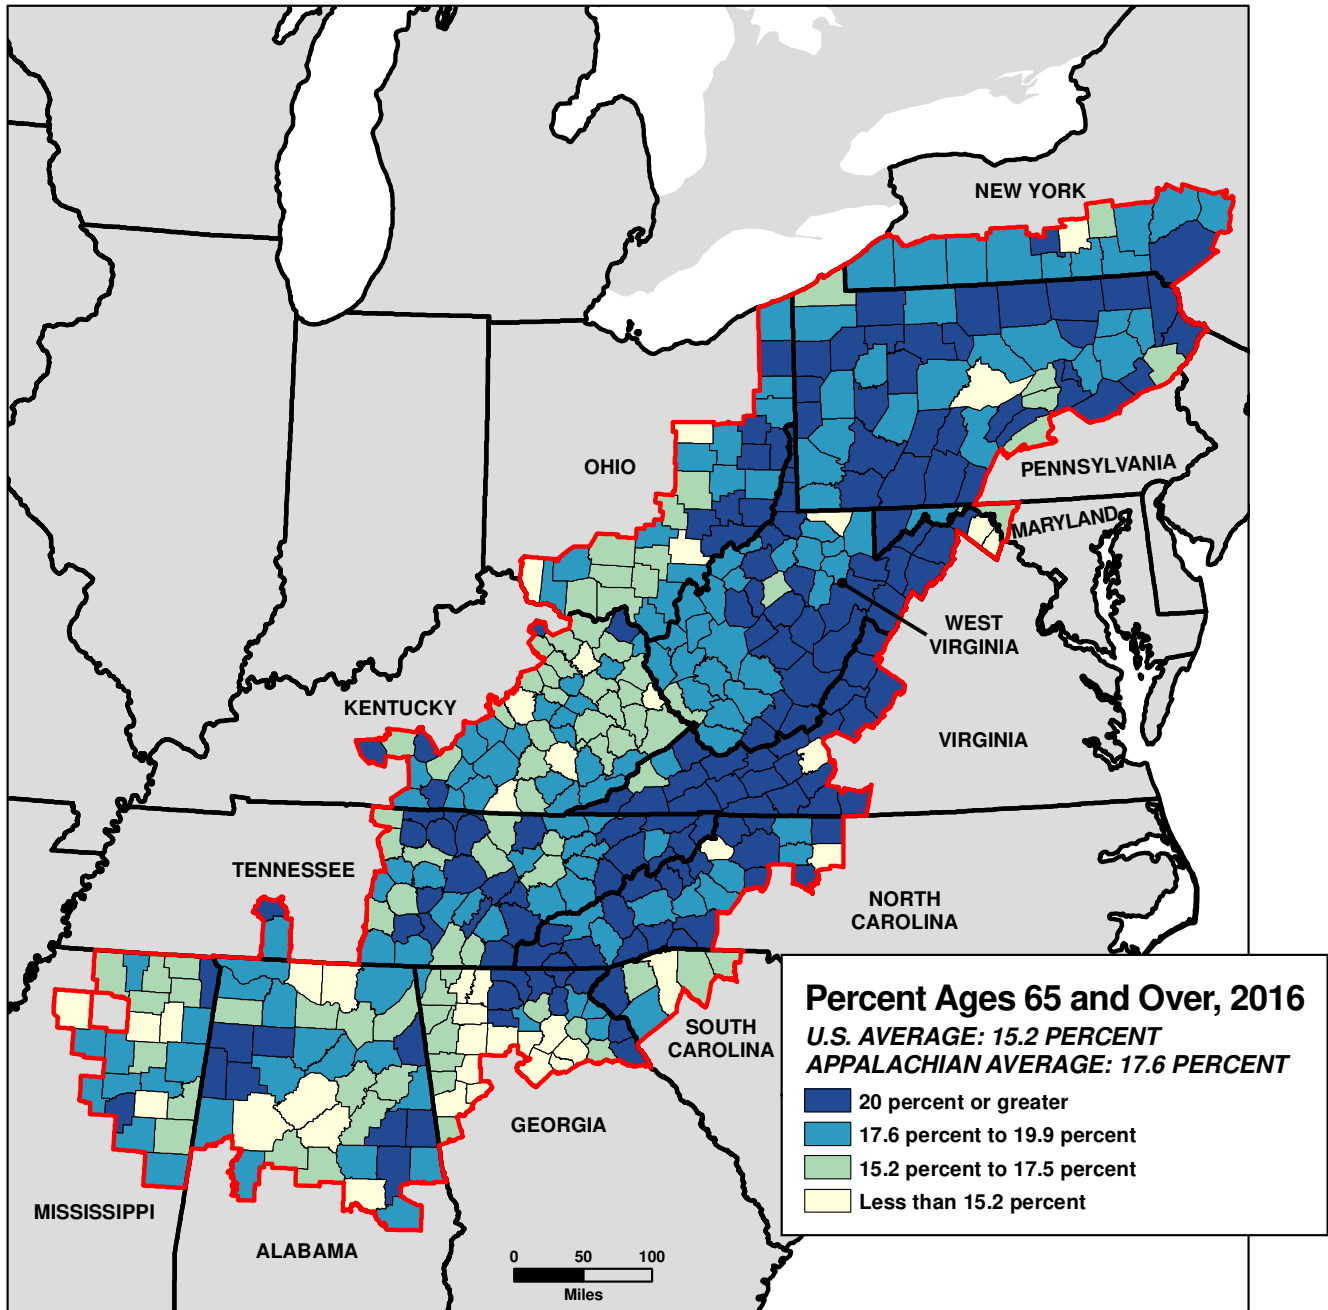 NEW YORK
OHIO
PENNSYLVANIA
MARYLAND
WEST
VIRGINIA
KENTUCKY
VIRGINIA
TENNESSEE
NORTH
CAROLINA
SOUTH
CAROLINA
GEORGIA
MISSISSIPPI
ALABAMA
Percent Ages 65 and Over, 2016
U.S. AVERAGE: 15.2 PERCENT
APPALACHIAN AVERAGE: 17.6 PERCENT
20 percent or greater
17.6 percent to 19.9 percent
15.2 percent to 17.5 percent
Less than 15.2 percent
0 50 100
Miles